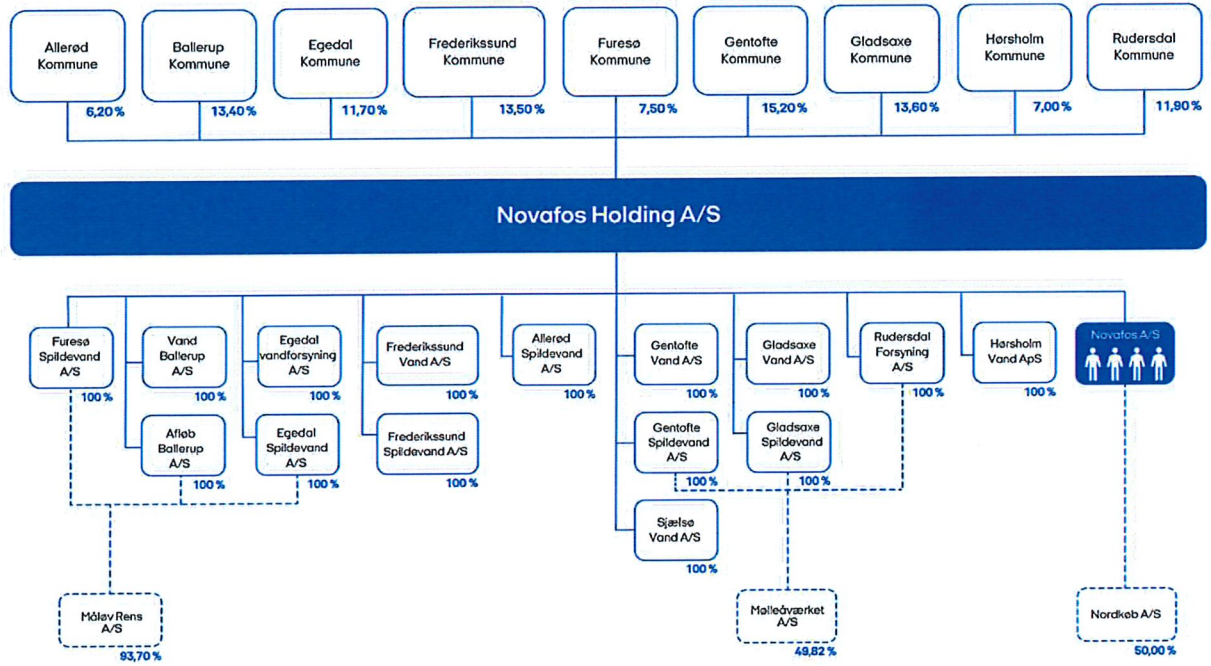 Allerød
Kommune
6,20 %
Ballerup
Kommune
13,40 %
Egedal
Kommune
11,70 %
Frederikssund
Kommune
13,50 %
Furesø
Kommune
7,50 %
Gentofte
Kommune
15,20 %
Gladsaxe
Kommune
13,60 %
Hørsholm
Kommune
7,00 %
Rudersdal
Kommune
11,90 %
Novafos Holding A/S
Furesø
Spildevand
A/S
100 %
Vand
Ballerup
A/S
100 %
Egedal
vandforsyning
A/S
100 %
Frederikssund
Vand A/S
100 %
Allerød
Spildevand
A/S
100 %
Gentofte
Vand A/S
100 %
Gladsaxe
Vand A/S
100 %
Rudersdal
Forsyning
A/S
100 %
Hørsholm
Vand ApS
100 %
Novafos A/S
Afløb
Ballerup
A/S
100 %
Egedal
Spildevand
A/S
100 %
Frederikssund
Spildevand A/S
100 %
Gentofte
Spildevand
A/S
100 %
Gladsaxe
Spildevand
A/S
100 %
Sjælsø
Vand A/S
100 %
Måløv Rens
A/S
93,70 %
Mølleåværket
A/S
49,82 %
Nordkøb A/S
50,00 %